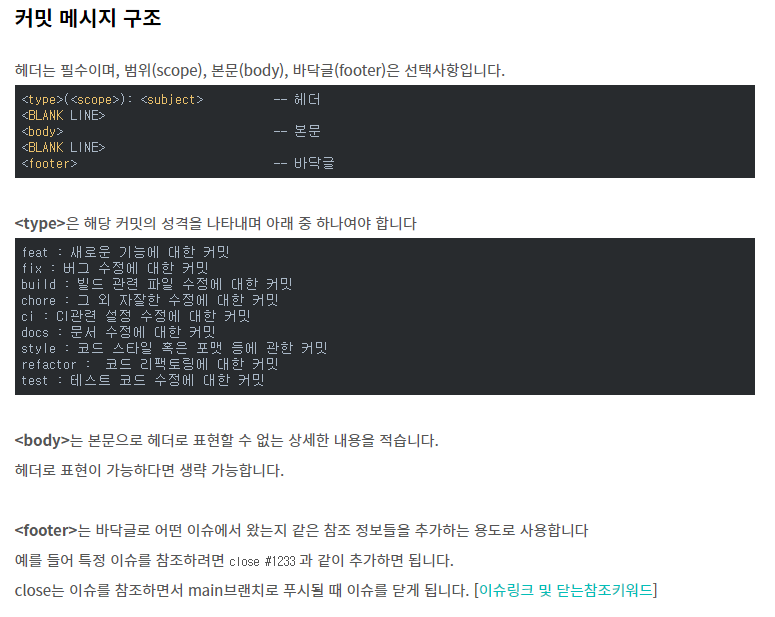 커밋 메시지 구조
헤더는 필수이며, 범위(scope), 본문(body), 바닥글(footer)은 선택사항입니다.
<type>(<scope>): <subject>          -- 헤더
<BLANK LINE>
<body>                              -- 본문
<BLANK LINE>
<footer>                            -- 바닥글
<type>은 해당 커밋의 성격을 나타내며 아래 중 하나여야 합니다
feat : 새로운 기능에 대한 커밋
fix : 버그 수정에 대한 커밋
build : 빌드 관련 파일 수정에 대한 커밋
chore : 그 외 자잘한 수정에 대한 커밋
ci : CI관련 설정 수정에 대한 커밋
docs : 문서 수정에 대한 커밋
style : 코드 스타일 혹은 포맷 등에 관한 커밋
refactor :  코드 리팩토링에 대한 커밋
test : 테스트 코드 수정에 대한 커밋
<body>는 본문으로 헤더로 표현할 수 없는 상세한 내용을 적습니다.
헤더로 표현이 가능하다면 생략 가능합니다.
<footer>는 바닥글로 어떤 이슈에서 왔는지 같은 참조 정보들을 추가하는 용도로 사용합니다
예를 들어 특정 이슈를 참조하려면 close #1233 과 같이 추가하면 됩니다.
close는 이슈를 참조하면서 main브랜치로 푸시될 때 이슈를 닫게 됩니다. [이슈링크 및 닫는참조키워드]